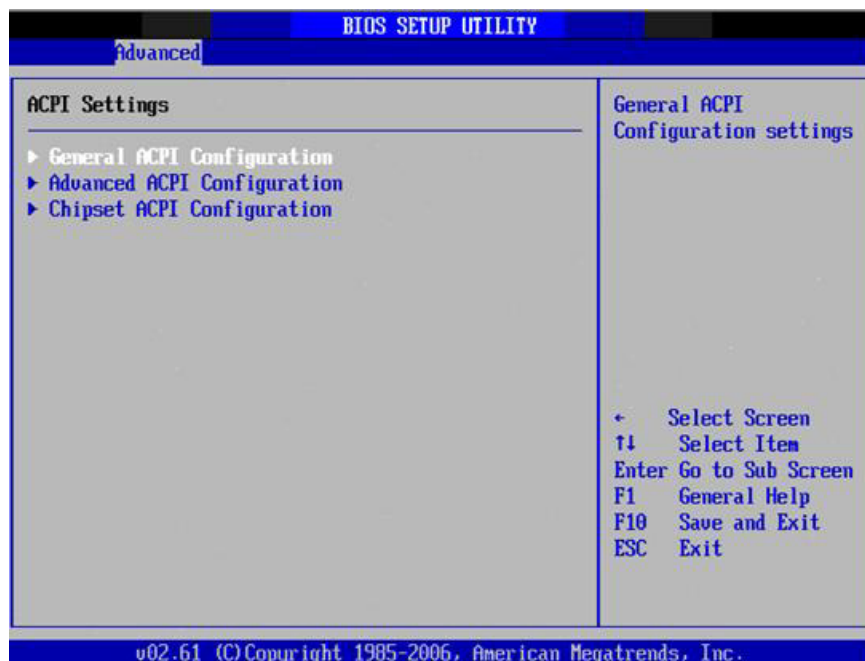 BIOS SETUP UTILITY
Advanced
ACPI Settings
▶ General ACPI Configuration
▶ Advanced ACPI Configuration
▶ Chipset ACPI Configuration
General ACPI
Configuration settings
← Select Screen
↑↓ Select Item
Enter Go to Sub Screen
F1 General Help
F10 Save and Exit
ESC Exit
v02.61 (C)Copyright 1985-2006, American Megatrends, Inc.